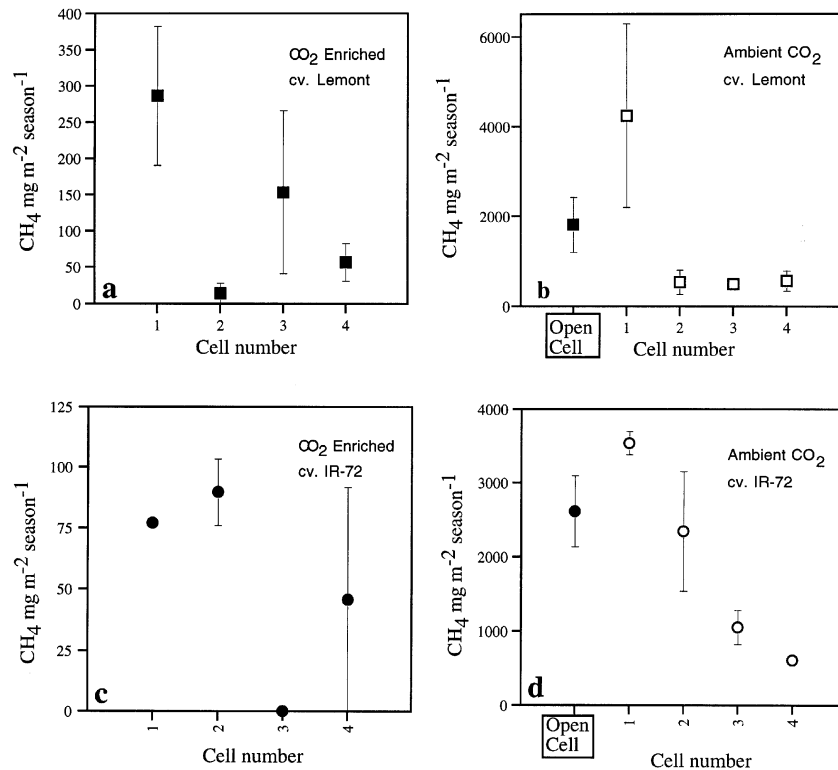 400
350
300
250
200
150
100
50
0
CH4 mg m-2 season-1
CO2 Enriched
cv. Lemont
a
1 2 3 4
Cell number
6000
4000
2000
0
CH4 mg m-2 season-1
Ambient CO2
cv. Lemont
b
Open
Cell
1 2 3 4
Cell number
125
100
75
50
25
0
CH4 mg m-2 season-1
CO2 Enriched
cv. IR-72
c
1 2 3 4
Cell number
4000
3000
2000
1000
0
CH4 mg m-2 season-1
Ambient CO2
cv. IR-72
d
Open
Cell
1 2 3 4
Cell number